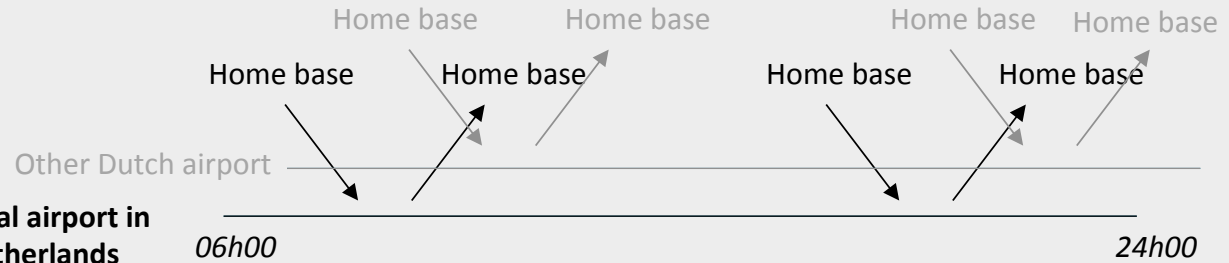 Home base Home base Home base Home base
Home base Home base Home base Home base
Other Dutch airport
al airport in
06h00 24h00
therlands